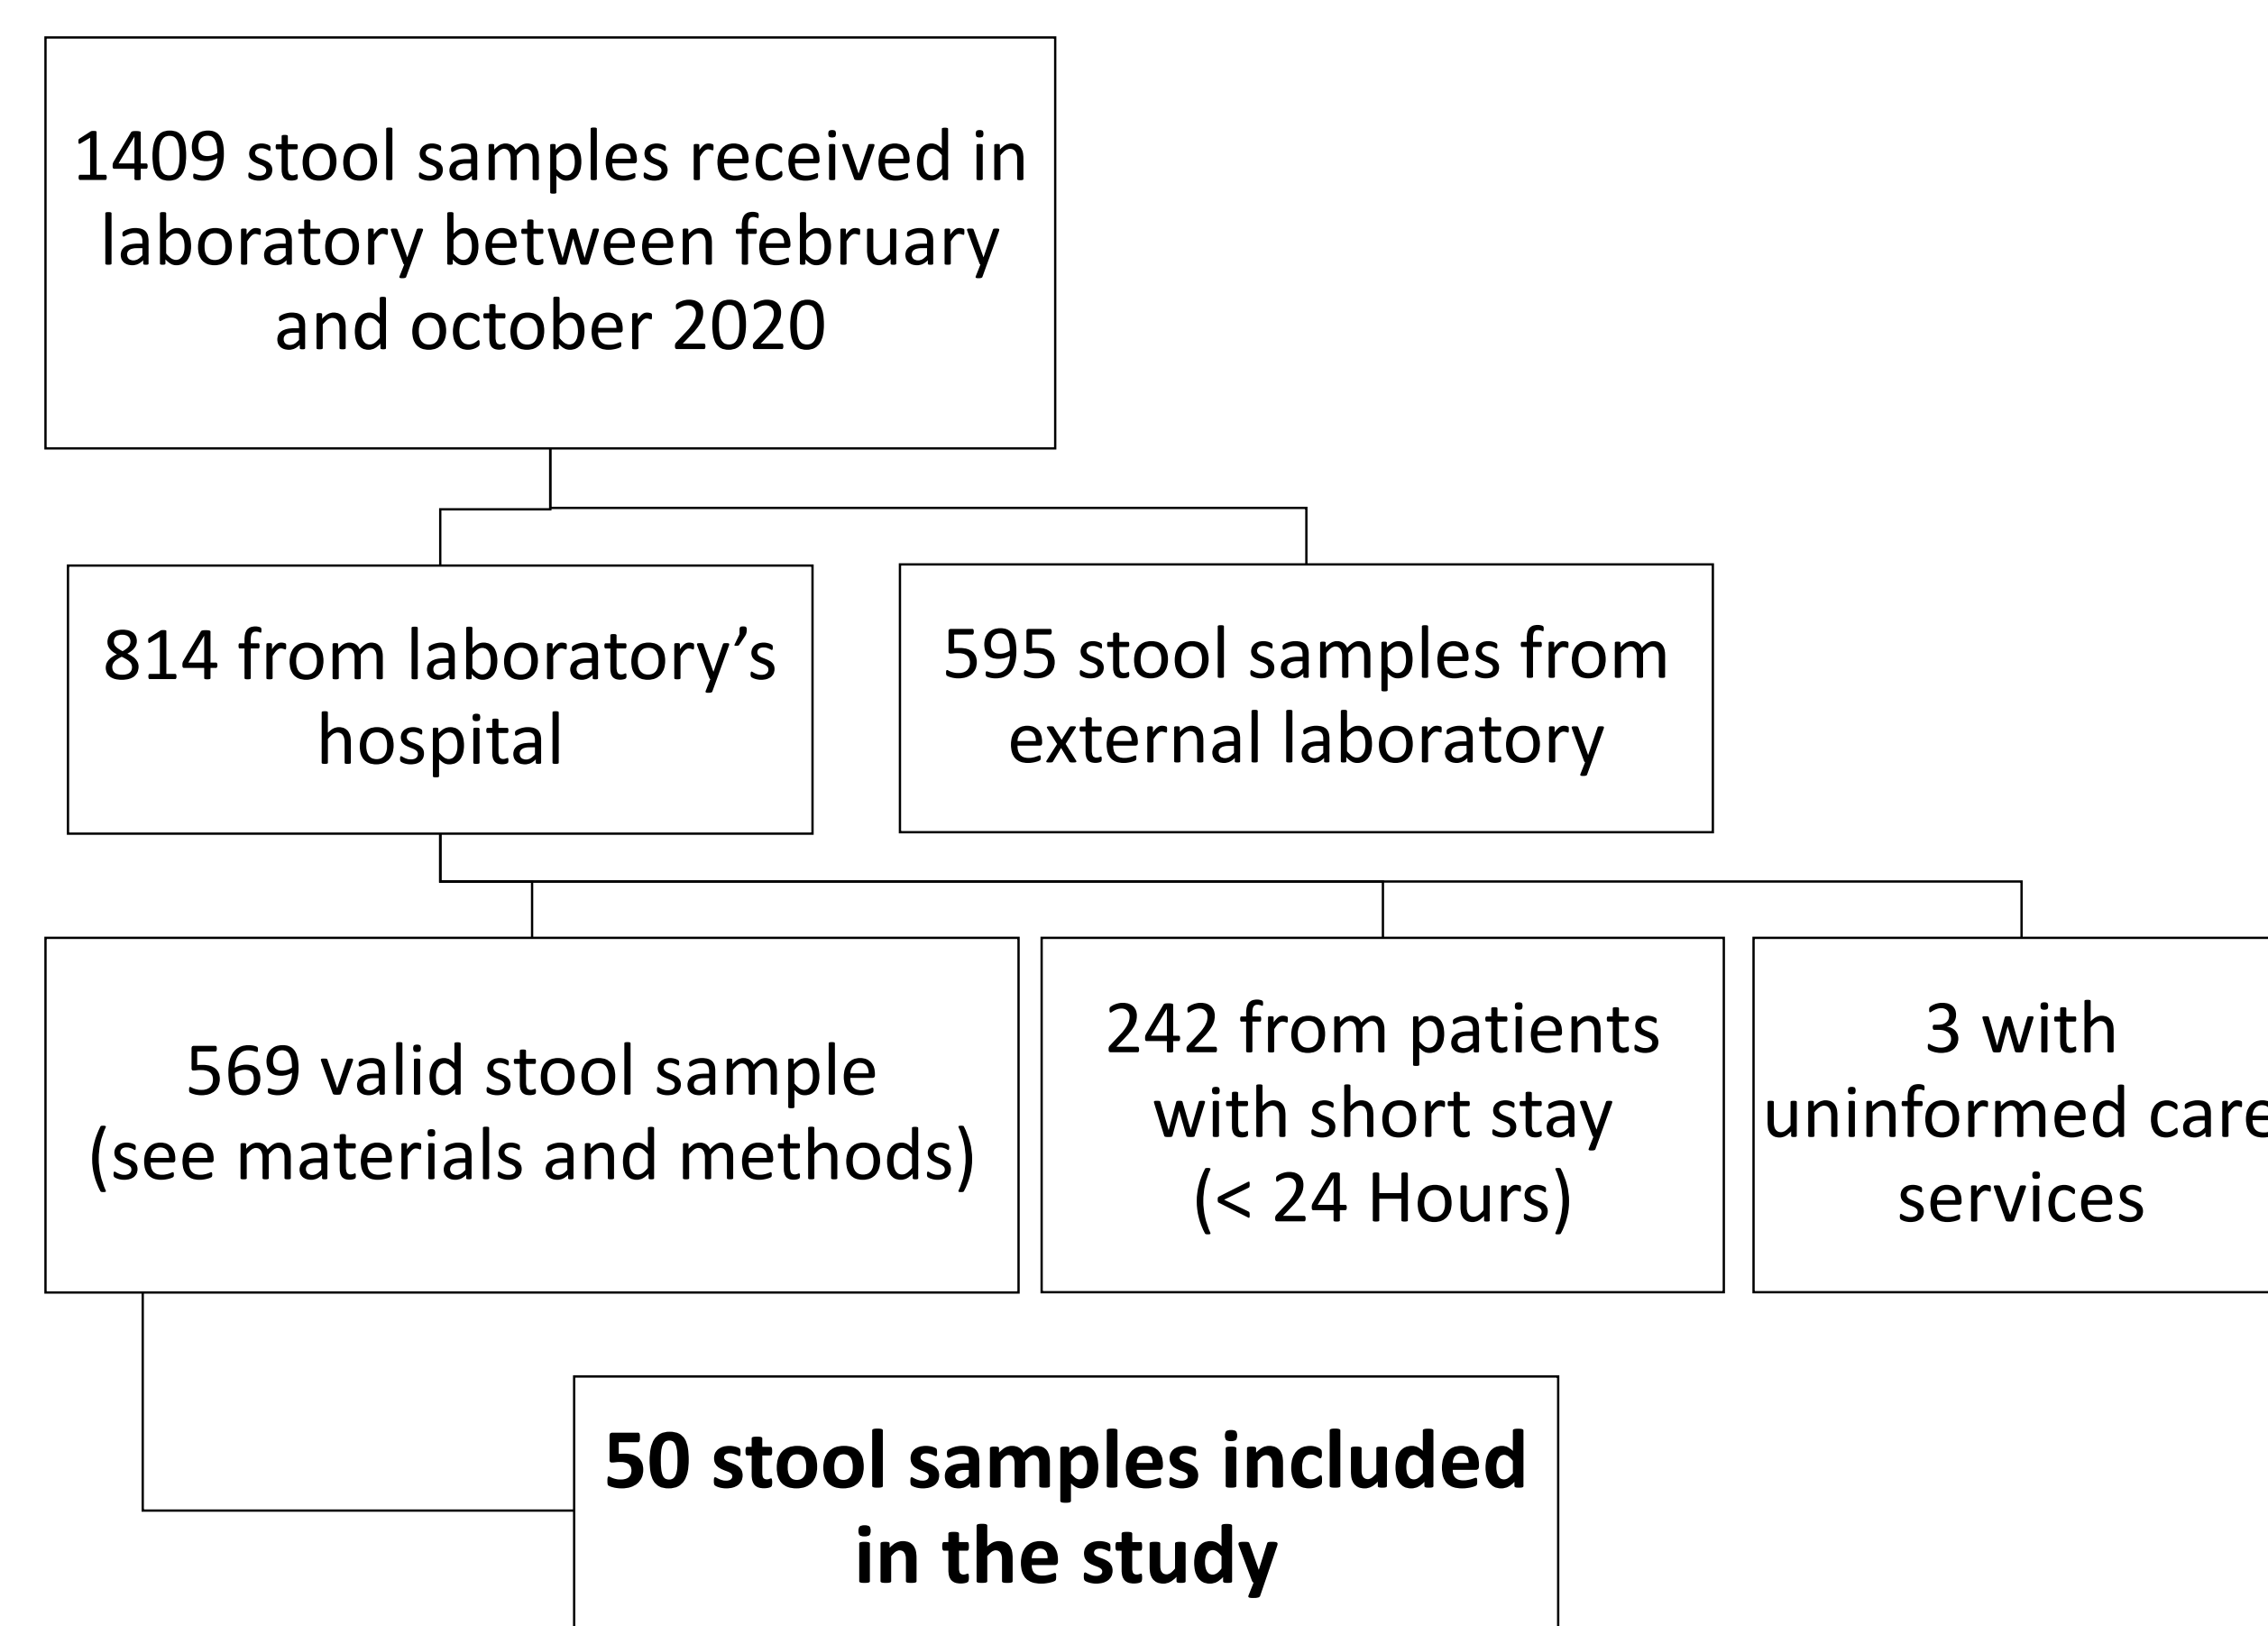 1409 stool samples received in
laboratory between february
and october 2020
814 from laboratory’s
hospital
595 stool samples from
external laboratory
569 valid stool sample
(see materials and methods)
242 from patients
with short stay
(< 24 Hours)
3 with
uninformed care
services
50 stool samples included
in the study